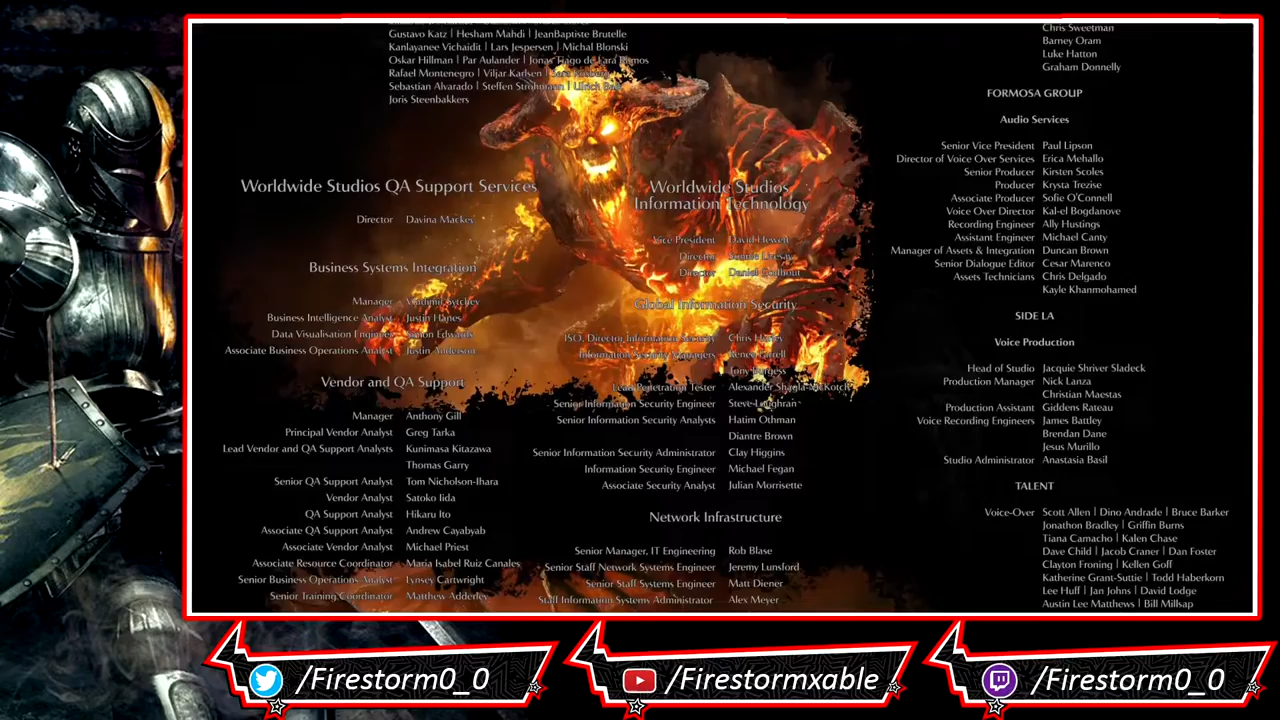 Gustavo Katz | Hesham Mahdi | JeanBaptiste Brutelle
Kanlayanee Vichaidit | Lars Jespersen | Michal Blonski
Oskar Hillman | Par Aulander | Jonas Tiago de Fara Ramos
Rafael Montenegro | Viljar Karlsen |
Sebastian Alvarado | Steffen Strohmann | Ulrich
Joris Steenbakkers
Worldwide Studios QA Support Services
Director Davina Mackey
Business Systems Integration
Manager Vladimir Sytchev
Business Intelligence Analyst Justin Hanes
Data Visualisation Engineer Simon Edwards
Associate Business Operations Analyst Justin Anderson
Vendor and QA Support
Manager Anthony Gill
Principal Vendor Analyst Greg Tarka
Lead Vendor and QA Support Analysts Kunimasa Kitazawa
Thomas Garry
Senior QA Support Analyst Tom Nicholson-Ihara
Vendor Analyst Satoko Iida
QA Support Analyst Hikaru Ito
Associate QA Support Analyst Andrew Cayabyab
Associate Vendor Analyst Michael Priest
Associate Resource Coordinator Maria Isabel Ruiz Canales
Senior Business Operations Analyst Lynsey Cartwright
Senior Training Coordinator Matthew Adderley
Worldwide Studios
Information Technology
Vice President David Hewett
Director
Director Daniel Godbout
Global Information Security
ISO, Director Information Security Chris
Information Security Managers Renee Farrell
Tony Burgess
Lead Penetration Tester Alexander
Senior Information Security Engineer Steve Loughran
Senior Information Security Analysts Hatim Othman
Diantre Brown
Senior Information Security Administrator Clay Higgins
Information Security Engineer Michael Fegan
Associate Security Analyst Julian Morrisette
Network Infrastructure
Senior Manager, IT Engineering Rob Blase
Senior Staff Network Systems Engineer Jeremy Lunsford
Senior Staff Systems Engineer Matt Diener
Staff Information Systems Administrator Alex Meyer
Chris Sweetman
Barney Oram
Luke Hatton
Graham Donnelly
FORMOSA GROUP
Audio Services
Senior Vice President Paul Lipson
Director of Voice Over Services Erica Mehallo
Senior Producer Kirsten Scoles
Producer Krysta Trezise
Associate Producer Sofie O'Connell
Voice Over Director Kal-el Bogdanove
Recording Engineer Ally Hustings
Assistant Engineer Michael Canty
Manager of Assets & Integration Duncan Brown
Senior Dialogue Editor Cesar Marenco
Assets Technicians Chris Delgado
Kayle Khanmohamed
SIDE LA
Voice Production
Head of Studio Jacquie Shriver Sladeck
Production Manager Nick Lanza
Christian Maestas
Production Assistant Giddens Rateau
Voice Recording Engineers James Battley
Brendan Dane
Jesus Murillo
Studio Administrator Anastasia Basil
TALENT
Voice-Over Scott Allen | Dino Andrade | Bruce Barker
Jonathon Bradley | Griffin Burns
Tiana Camacho | Kalen Chase
Dave Child | Jacob Craner | Dan Foster
Clayton Froning | Kellen Goff
Katherine Grant-Suttie | Todd Haberkorn
Lee Huff | Jan Johns | David Lodge
Austin Lee Matthews | Bill Millsap
/Firestorm0_0
/Firestormxable
/Firestorm0_0